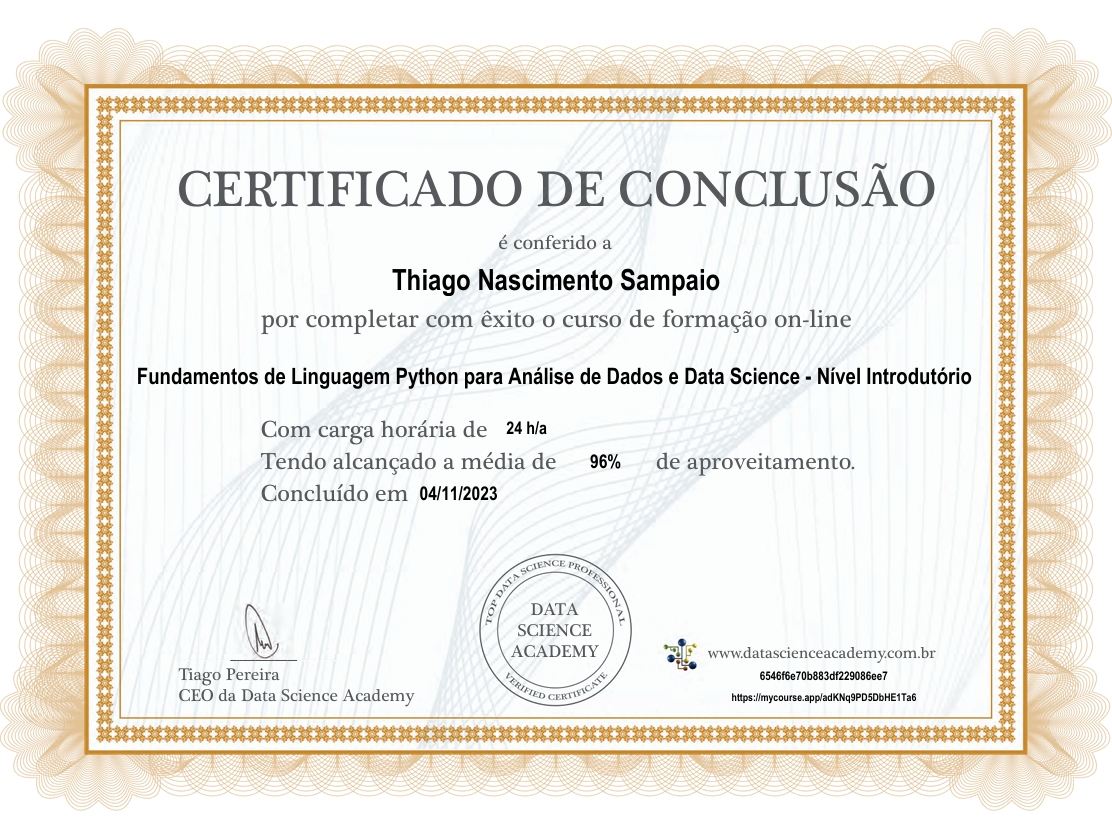 CERTIFICADO DE CONCLUSÃO
é conferido a
Thiago Nascimento Sampaio
por completar com êxito o curso de formação on-line
Fundamentos de Linguagem Python para Análise de Dados e Data Science - Nível Introdutório
Com carga horária de 24 h/a
Tendo alcançado a média de 96% de aproveitamento.
Concluído em 04/11/2023
TOP DATA SCIENCE PROFESSIONAL
DATA
SCIENCE
ACADEMY
VERIFIED CERTIFICATE
Tiago Pereira
CEO da Data Science Academy
www.datascienceacademy.com.br
6546f6e70b883df229086ee7
https://mycourse.app/adKNq9PD5DbHE1Ta6